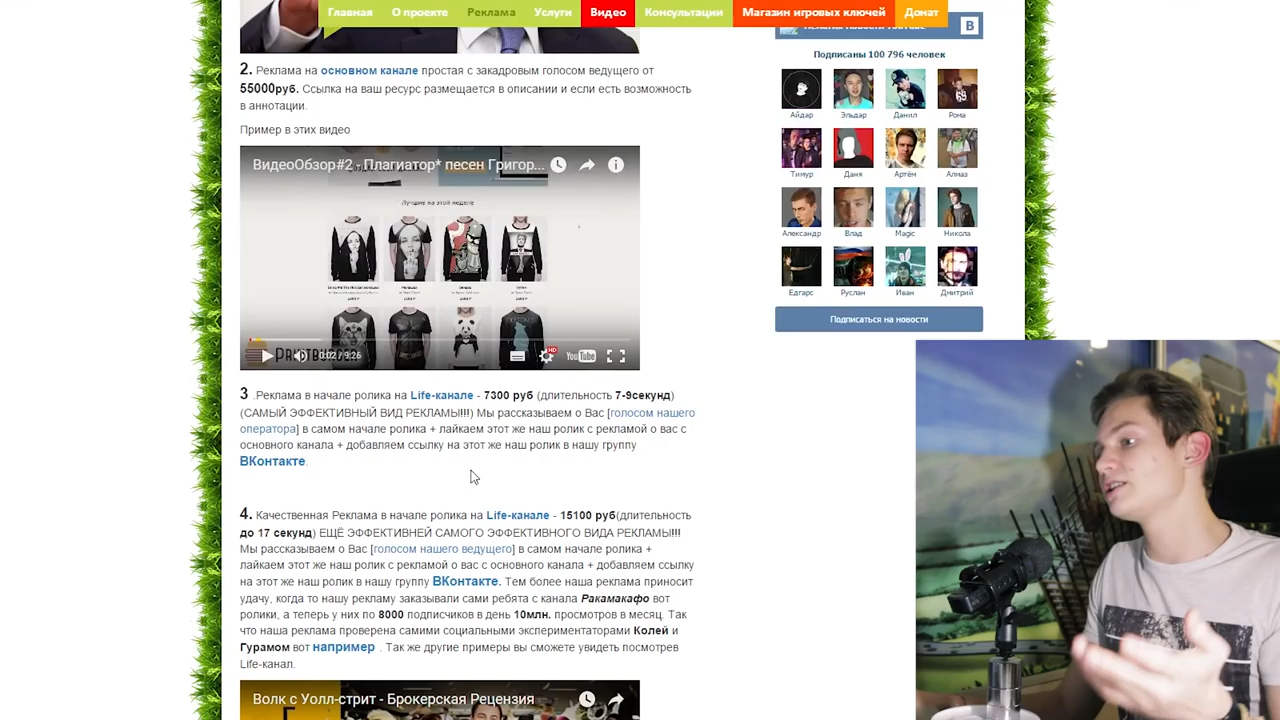 Главная О проекте Реклама Услуги Видео Консультации Магазин игровых ключей Донат
2. Реклама на основном канале простая с закадровым голосом ведущего от
55000руб. Ссылка на ваш ресурс размещается в описании и если есть возможность
в аннотации.
Пример в этих видео
ВидеоОбзор#2 - Плагиатор* песен Григор...
Лучшие на этой неделе
0:02 / 9:26
HD
YouTube
3 .Реклама в начале ролика на Life-канале - 7300 руб (длительность 7-9секунд)
(САМЫЙ ЭФФЕКТИВНЫЙ ВИД РЕКЛАМЫ!!!) Мы рассказываем о Вас [голосом нашего
оператора] в самом начале ролика + лайкаем этот же наш ролик с рекламой о вас с
основного канала + добавляем ссылку на этот же наш ролик в нашу группу
ВКонтакте.
4. Качественная Реклама в начале ролика на Life-канале - 15100 руб(длительность
до 17 секунд) ЕЩЁ ЭФФЕКТИВНЕЙ САМОГО ЭФФЕКТИВНОГО ВИДА РЕКЛАМЫ!!!
Мы рассказываем о Вас [голосом нашего ведущего] в самом начале ролика +
лайкаем этот же наш ролик с рекламой о вас с основного канала + добавляем ссылку
на этот же наш ролик в нашу группу ВКонтакте. Тем более наша реклама приносит
удачу, когда то нашу рекламу заказывали сами ребята с канала Ракамакафо вот
ролики, а теперь у них по 8000 подписчиков в день 10млн. просмотров в месяц. Так
что наша реклама проверена самими социальными экспериментаторами Колей и
Гурамом вот например . Так же другие примеры вы сможете увидеть посмотрев
Life-канал.
Волк с Уолл-стрит - Брокерская Рецензия
B
Подписаны 100 796 человек
Айдар Эльдар Данил Рома
Тимур Даня Артём Алмаз
Александр Влад Magic Никола
Едгарс Руслан Иван Дмитрий
Подписаться на новости